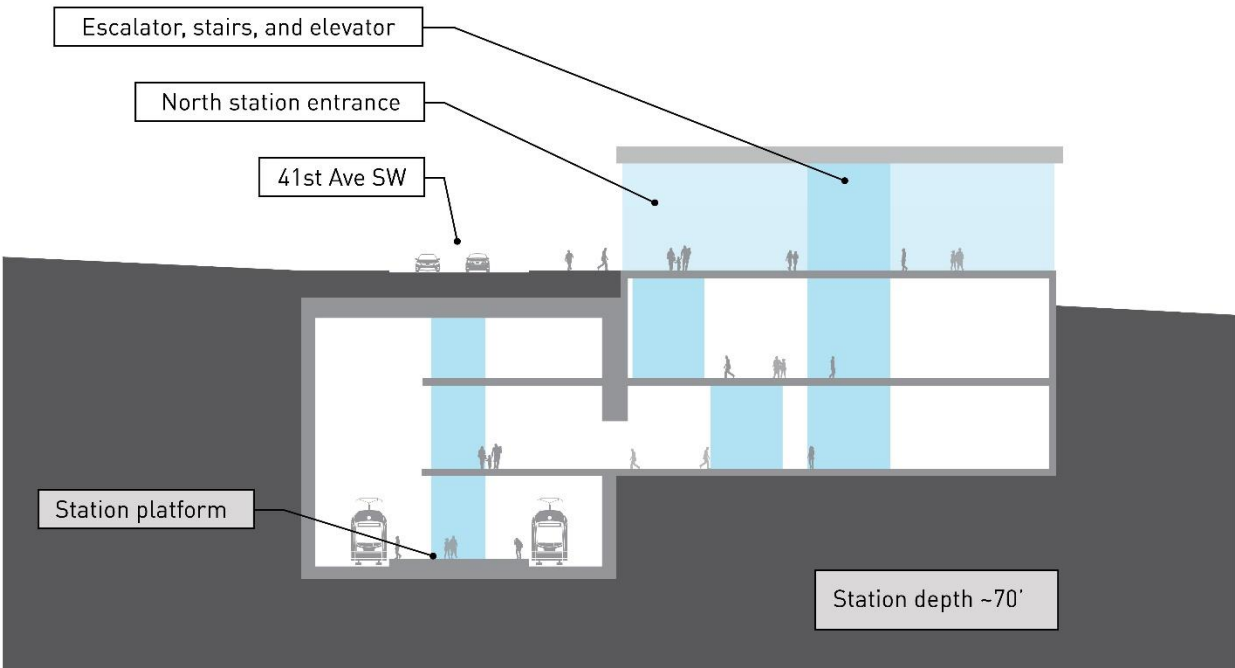 Escalator, stairs, and elevator
North station entrance
41st Ave SW
Station platform
Station depth ~70'